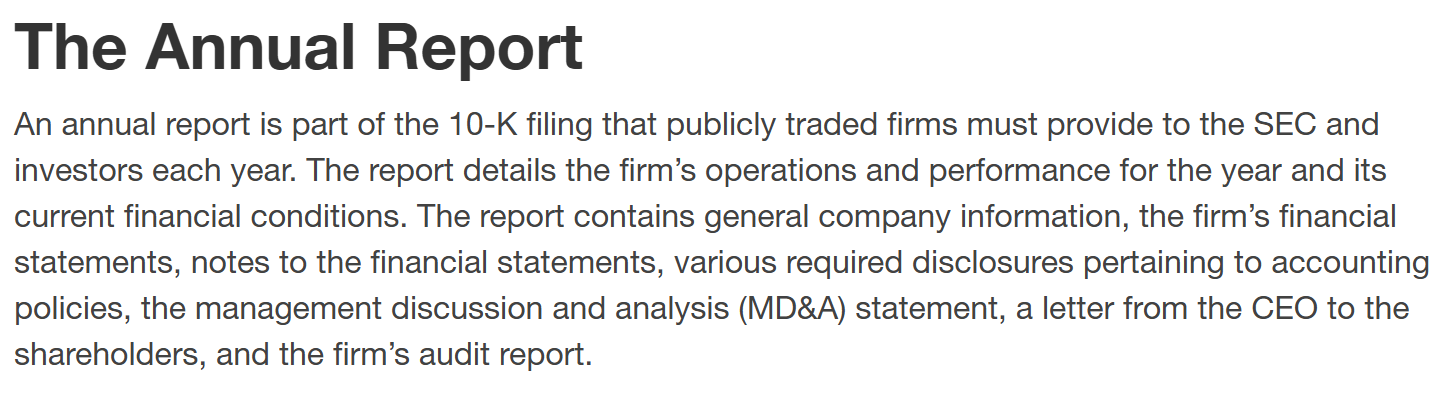 The Annual Report
An annual report is part of the 10-K filing that publicly traded firms must provide to the SEC and
investors each year. The report details the firm’s operations and performance for the year and its
current financial conditions. The report contains general company information, the firm’s financial
statements, notes to the financial statements, various required disclosures pertaining to accounting
policies, the management discussion and analysis (MD&A) statement, a letter from the CEO to the
shareholders, and the firm’s audit report.